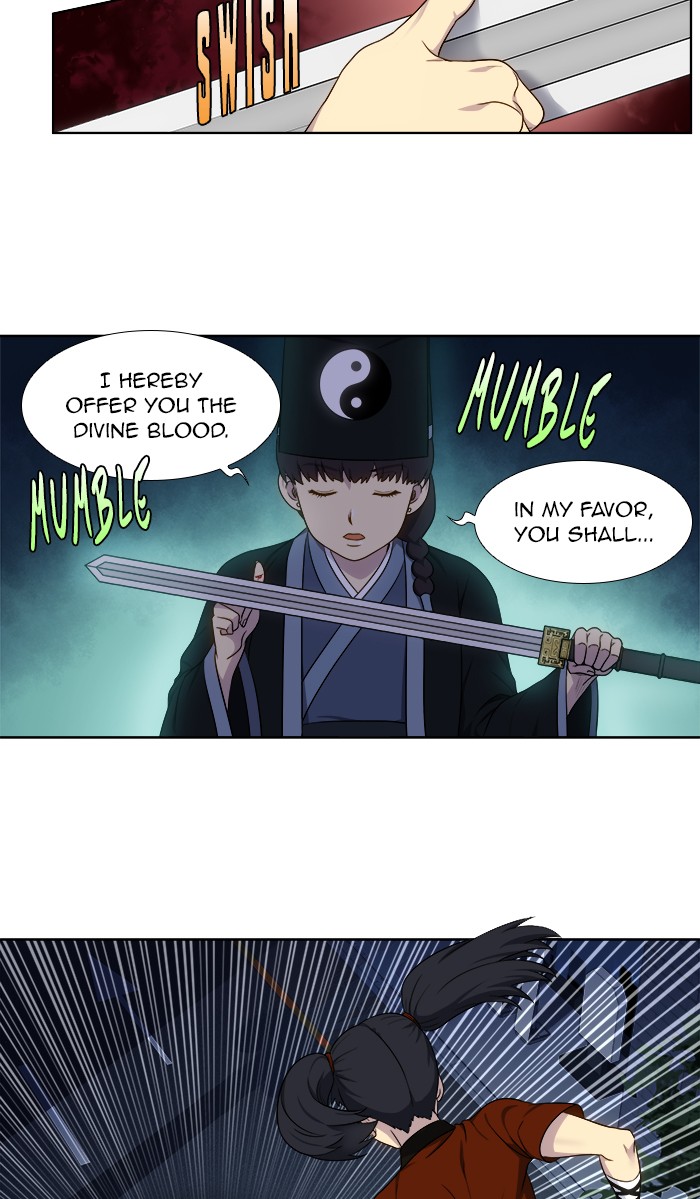 SWISH
I HEREBY
OFFER YOU THE
DIVINE BLOOD.
MUMBLE
MUMBLE
IN MY FAVOR,
YOU SHALL...